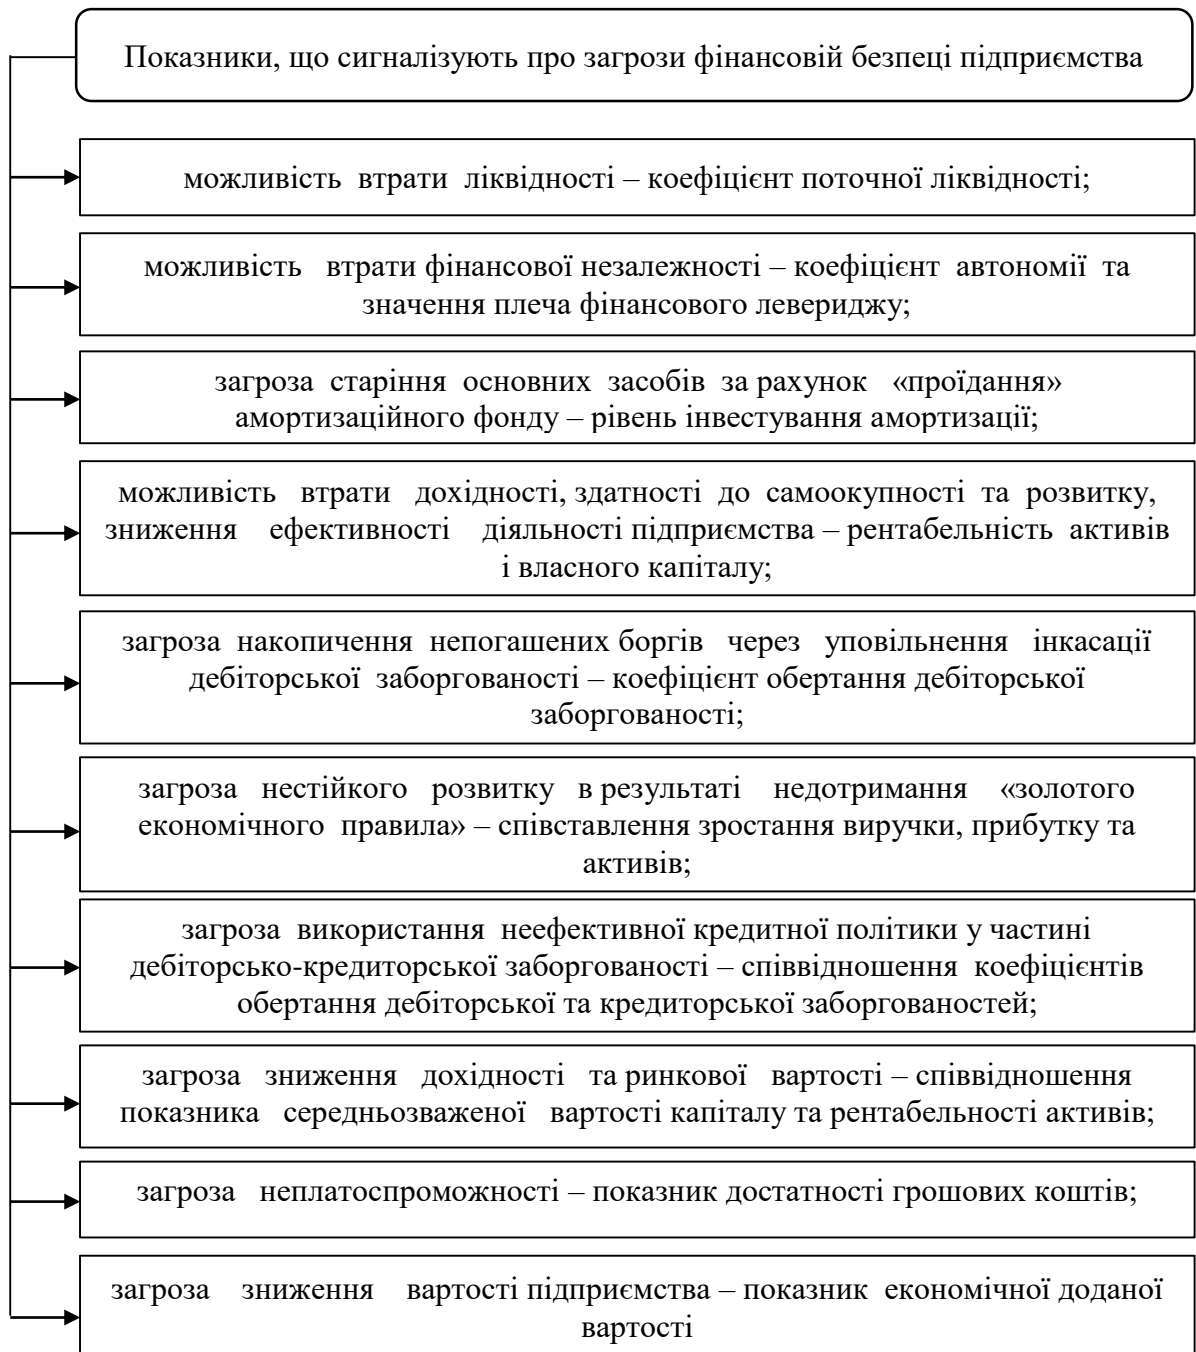 Показники, що сигналізують про загрози фінансовій безпеці підприємства
можливість втрати ліквідності – коефіцієнт поточної ліквідності;
можливість втрати фінансової незалежності – коефіцієнт автономії та
значення плеча фінансового левериджу;
загроза старіння основних засобів за рахунок «проїдання»
амортизаційного фонду – рівень інвестування амортизації;
можливість втрати дохідності, здатності до самоокупності та розвитку,
зниження ефективності діяльності підприємства – рентабельність активів
і власного капіталу;
загроза накопичення непогашених боргів через уповільнення інкасації
дебіторської заборгованості – коефіцієнт обертання дебіторської
заборгованості;
загроза нестійкого розвитку в результаті недотримання «золотого
економічного правила» – співставлення зростання виручки, прибутку та
активів;
загроза використання неефективної кредитної політики у частині
дебіторсько-кредиторської заборгованості – співвідношення коефіцієнтів
обертання дебіторської та кредиторської заборгованостей;
загроза зниження дохідності та ринкової вартості – співвідношення
показника середньозваженої вартості капіталу та рентабельності активів;
загроза неплатоспроможності – показник достатності грошових коштів;
загроза зниження вартості підприємства – показник економічної доданої
вартості